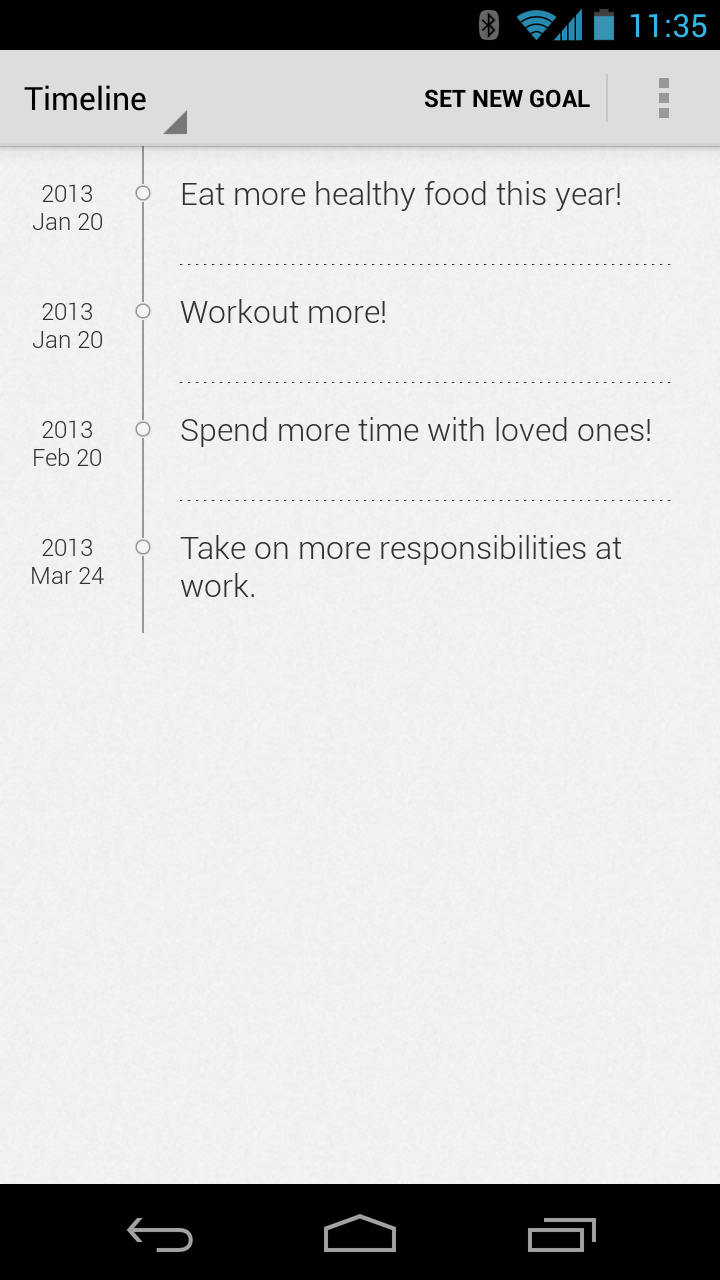 11:35
Timeline
SET NEW GOAL
2013
Jan 20
Eat more healthy food this year!
2013
Jan 20
Workout more!
2013
Feb 20
Spend more time with loved ones!
2013
Mar 24
Take on more responsibilities at
work.